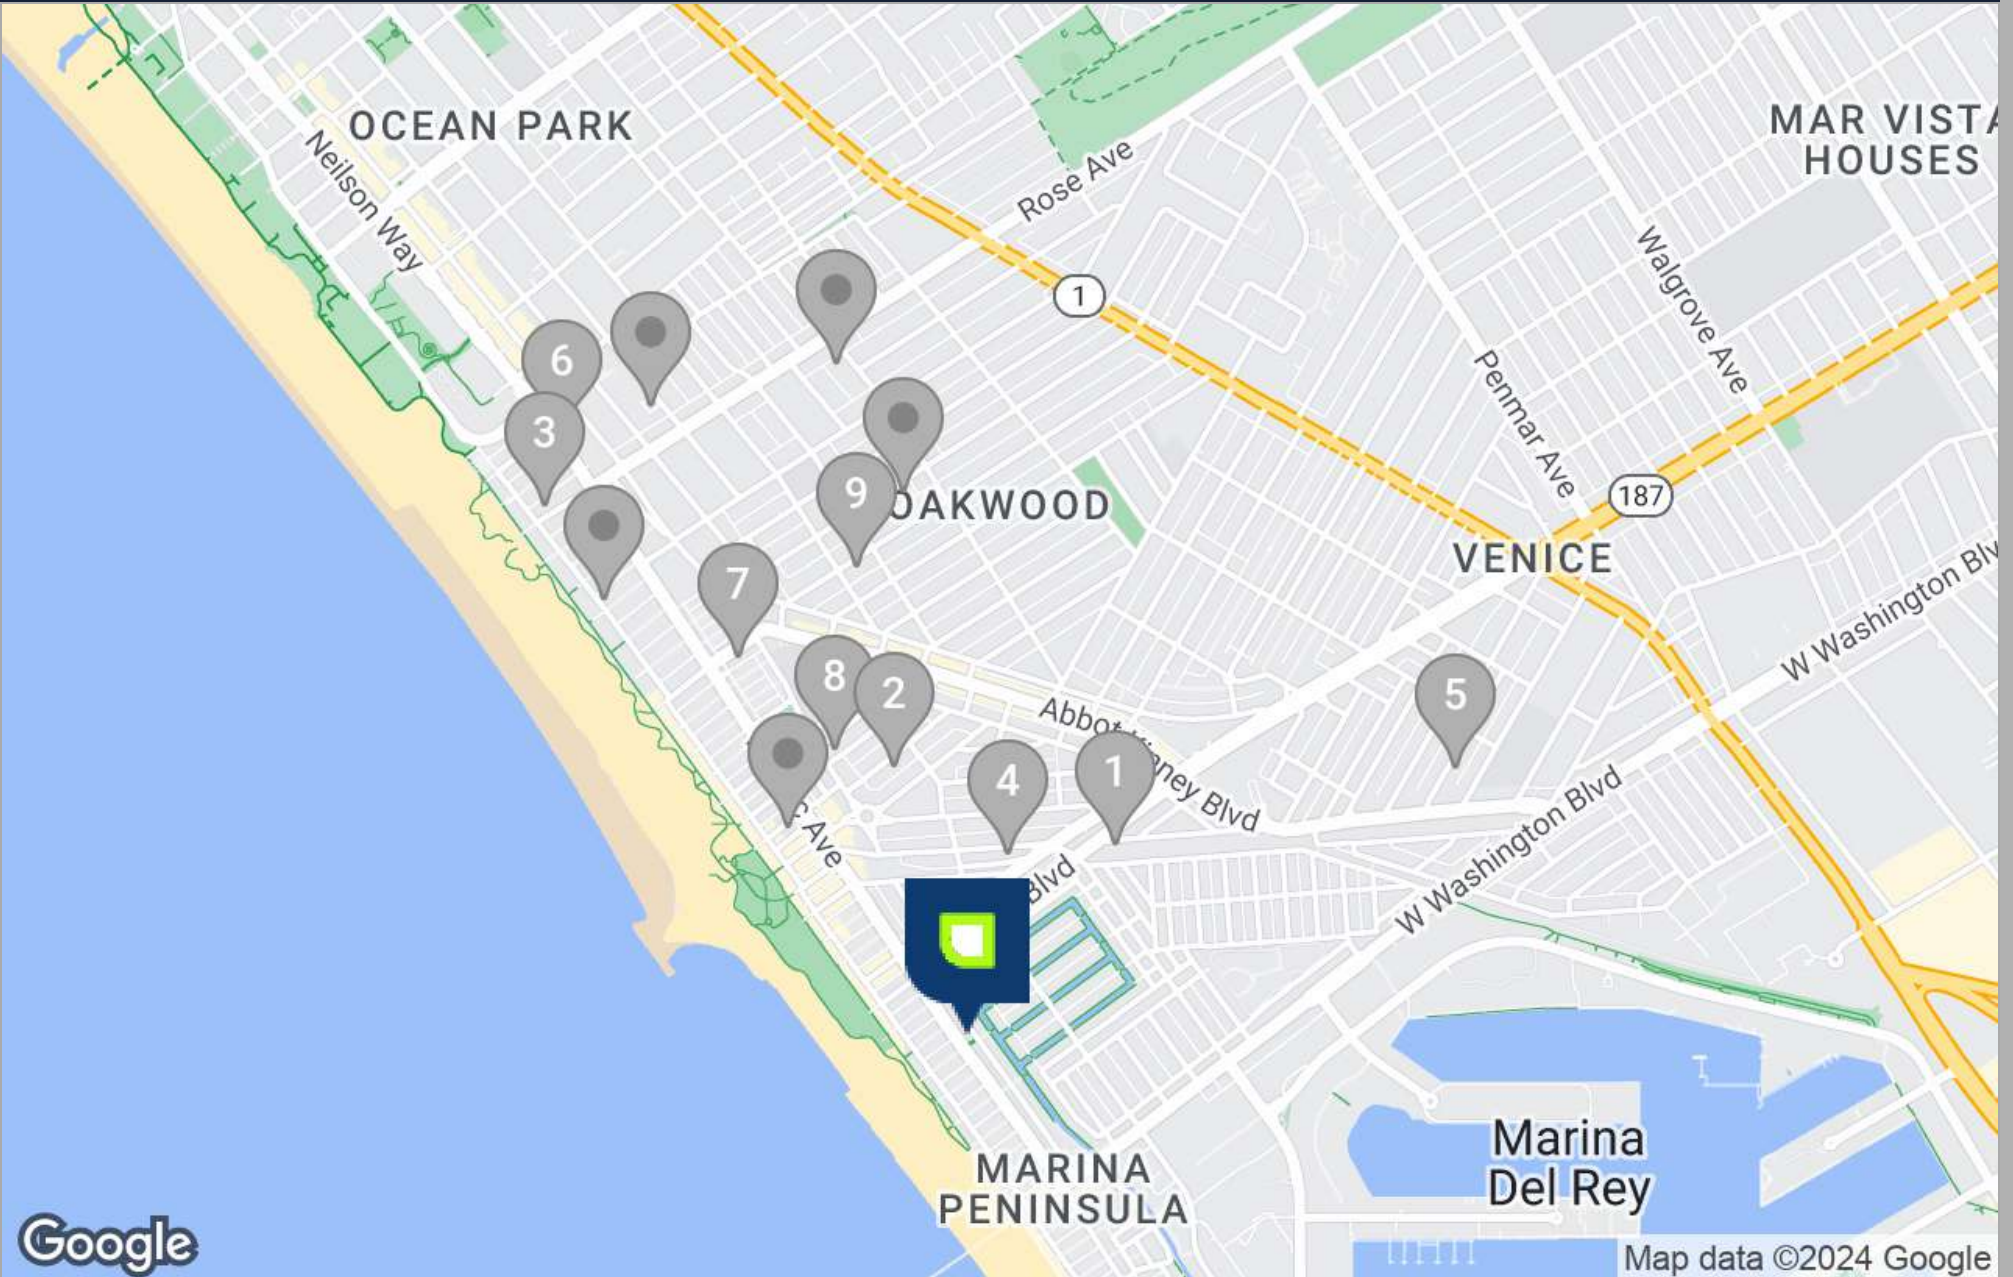 OCEAN PARK
MAR VISTA
HOUSES
Neilson Way
Rose Ave
Walgrove Ave
1
6
3
Penmar Ave
9
OAKWOOD
187
VENICE
W Washington Blv
7
8
2
5
Abbot Kinney Blvd
4
1
c Ave
W Washington Blvd
Blvd
Marina
Del Rey
MARINA
PENINSULA
Google
Map data ©2024 Google